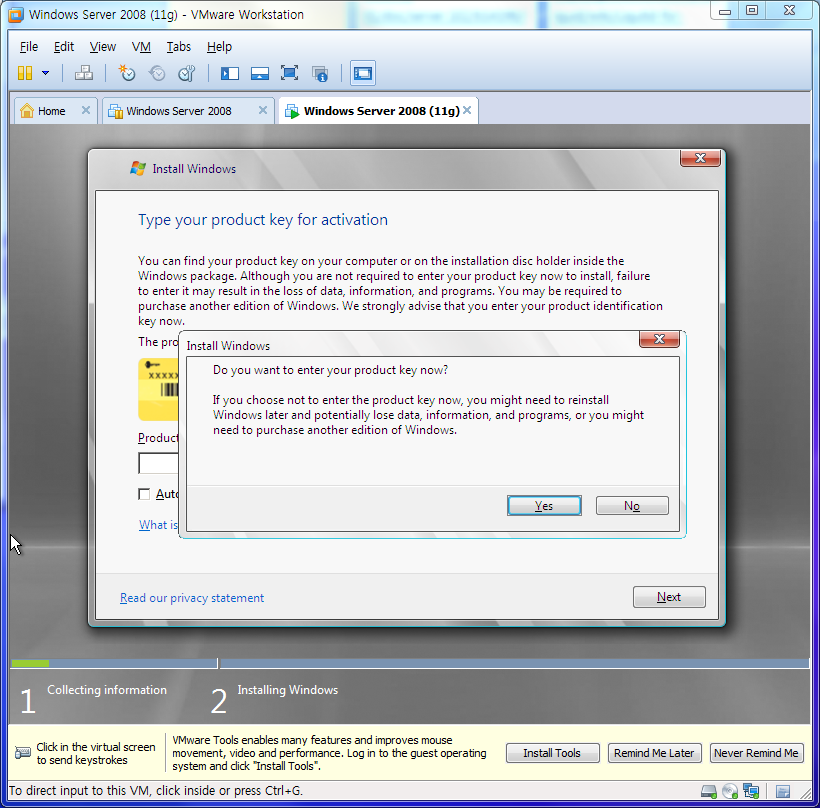 Windows Server 2008 (11g) - VMware Workstation
File Edit View VM Tabs Help
Home Windows Server 2008 Windows Server 2008 (11g)
Install Windows
Type your product key for activation
You can find your product key on your computer or on the installation disc holder inside the
Windows package. Although you are not required to enter your product key now to install, failure
to enter it may result in the loss of data, information, and programs. You may be required to
purchase another edition of Windows. We strongly advise that you enter your product identification
key now.
The pro
XXXXX
Install Windows
Do you want to enter your product key now?
If you choose not to enter the product key now, you might need to reinstall
Windows later and potentially lose data, information, and programs, or you might
need to purchase another edition of Windows.
Yes No
Product
Auto
What is
Read our privacy statement
Next
1 Collecting information 2 Installing Windows
Click in the virtual screen
to send keystrokes
VMware Tools enables many features and improves mouse
movement, video and performance. Log in to the guest operating
system and click "Install Tools".
Install Tools Remind Me Later Never Remind Me
To direct input to this VM, click inside or press Ctrl+G.